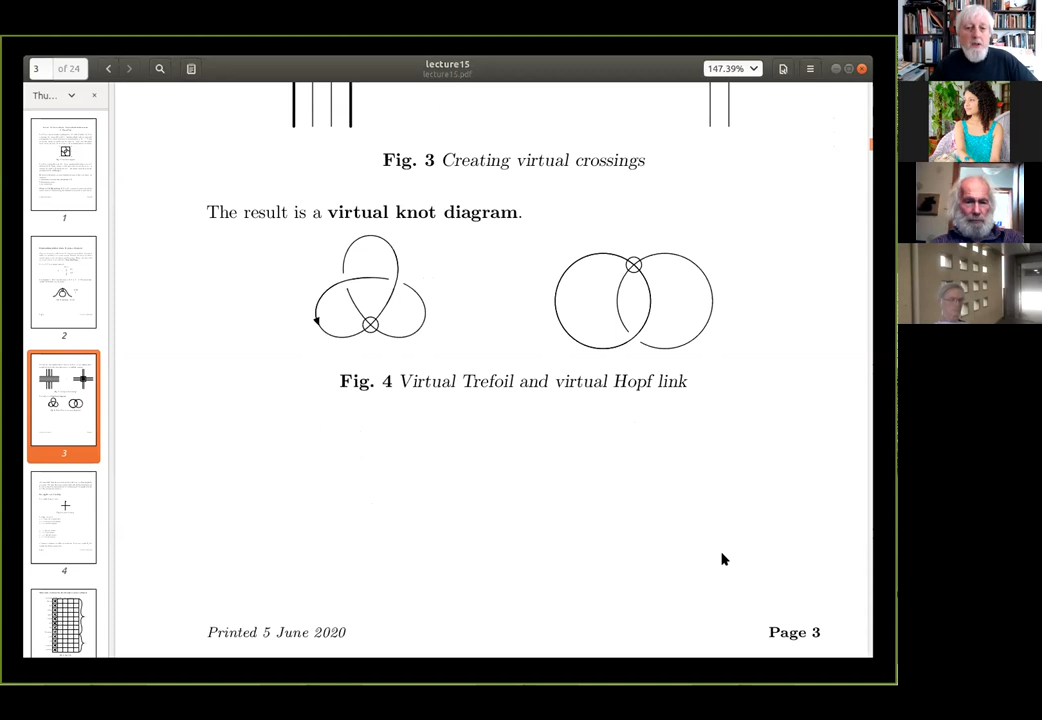 3 of 24
lecture15
lecture15.pdf
147.39%
Thu...
1
2
3
4
Fig. 3 Creating virtual crossings
The result is a virtual knot diagram.
Fig. 4 Virtual Trefoil and virtual Hopf link
Printed 5 June 2020
Page 3